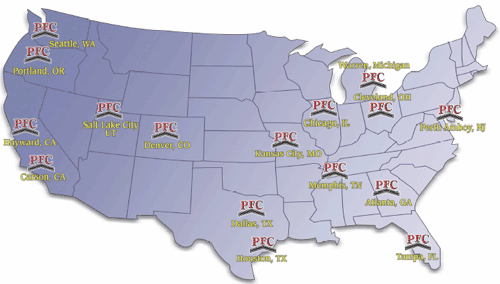 PFC
Seattle, WA
PFC
Portland, OR
Warren, Michigan
PFC
Cleveland, OH
PFC
PFC
Salt Lake City
UT
PFC
Chicago, IL
PFC
Perth Amboy, NJ
PFC
Hayward, CA
PFC
Denver, CO
PFC
Kansas City, MO
PFC
Carson, CA
PFC
Memphis, TN
PFC
Atlanta, GA
PFC
Dallas, TX
PFC
Houston, TX
PFC
Tampa, FL